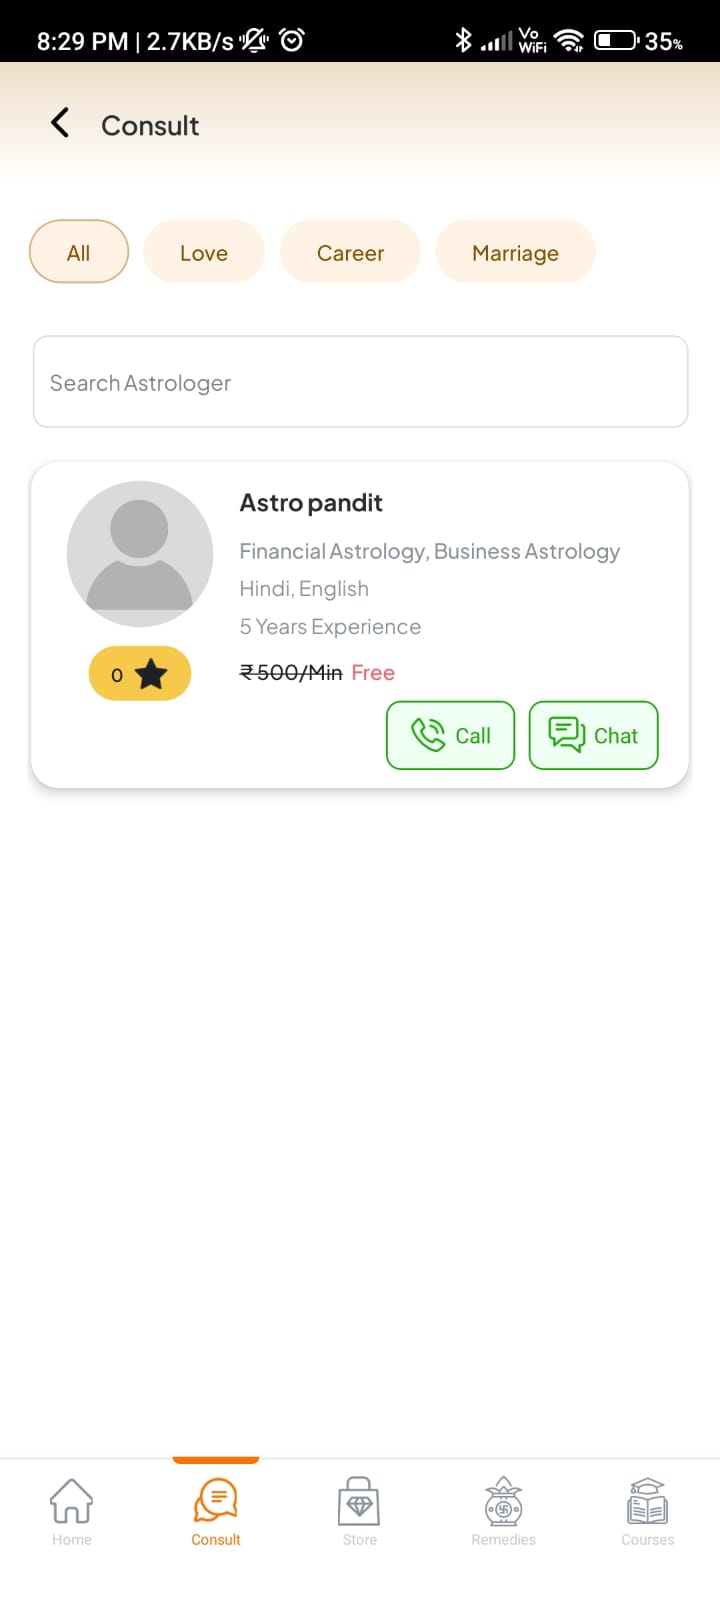 8:29 PM | 2.7KB/s Vo WiFi 35%
Consult
All Love Career Marriage
Search Astrologer
Astro pandit
Financial Astrology, Business Astrology
Hindi, English
5 Years Experience
0 ₹500/Min Free
Call Chat
Home Consult Store Remedies Courses